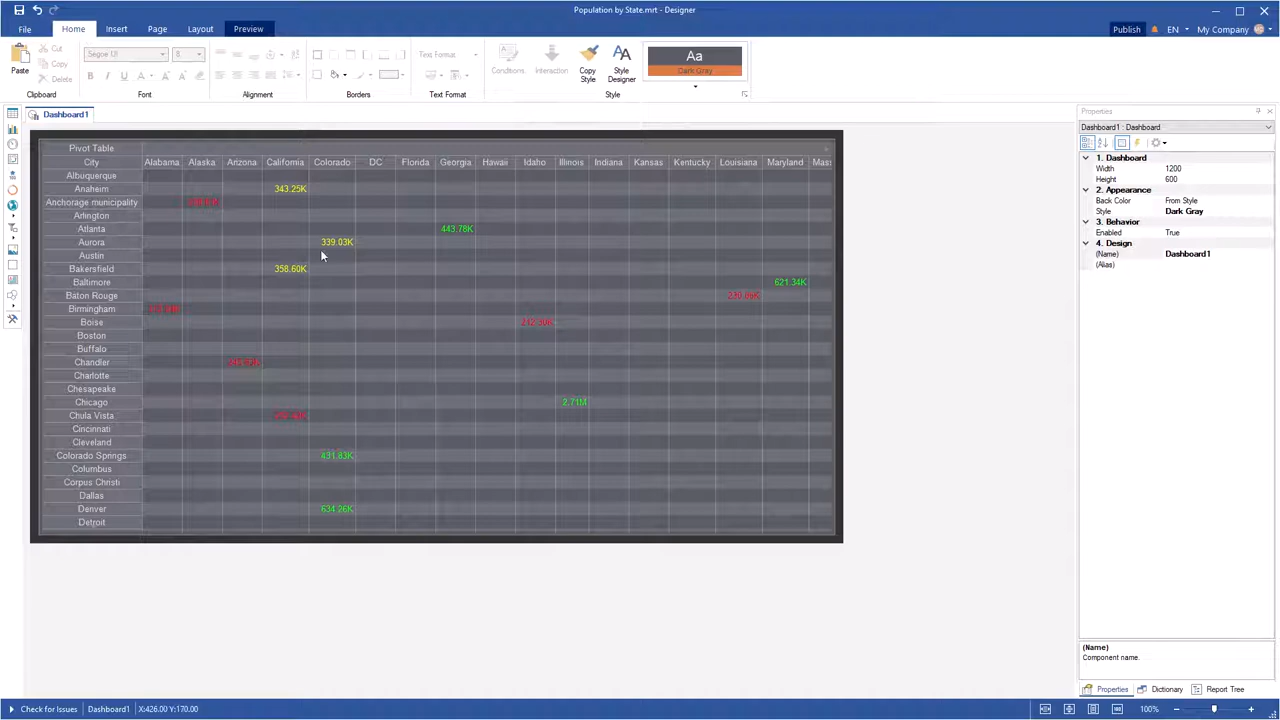 Population by State.mrt - Designer
File Home Insert Page Layout Preview Publish EN My Company
Paste Cut Copy Delete Segoe UI 8 B I U Text Format Conditions Interaction Copy Style Style Designer Aa Dark Gray
Clipboard Font Alignment Borders Text Format Style
Dashboard1
Pivot Table
City Alabama Alaska Arizona California Colorado DC Florida Georgia Hawaii Idaho Illinois Indiana Kansas Kentucky Louisiana Maryland Mass
Albuquerque
Anaheim 343.25K
Anchorage municipality
Arlington
Atlanta 443.78K
Aurora 339.03K
Austin
Bakersfield 358.60K
Baltimore 621.34K
Baton Rouge
Birmingham
Boise
Boston
Buffalo
Chandler
Charlotte
Chesapeake
Chicago 2.71M
Chula Vista
Cincinnati
Cleveland
Colorado Springs 431.83K
Columbus
Corpus Christi
Dallas
Denver 634.26K
Detroit
Properties
Dashboard1 : Dashboard
1. Dashboard
Width 1200
Height 600
2. Appearance
Back Color From Style
Style Dark Gray
3. Behavior
Enabled True
4. Design
(Name) Dashboard1
(Alias)
(Name)
Component name.
Properties Dictionary Report Tree
Check for Issues Dashboard1 X:426.00 Y:170.00 100%